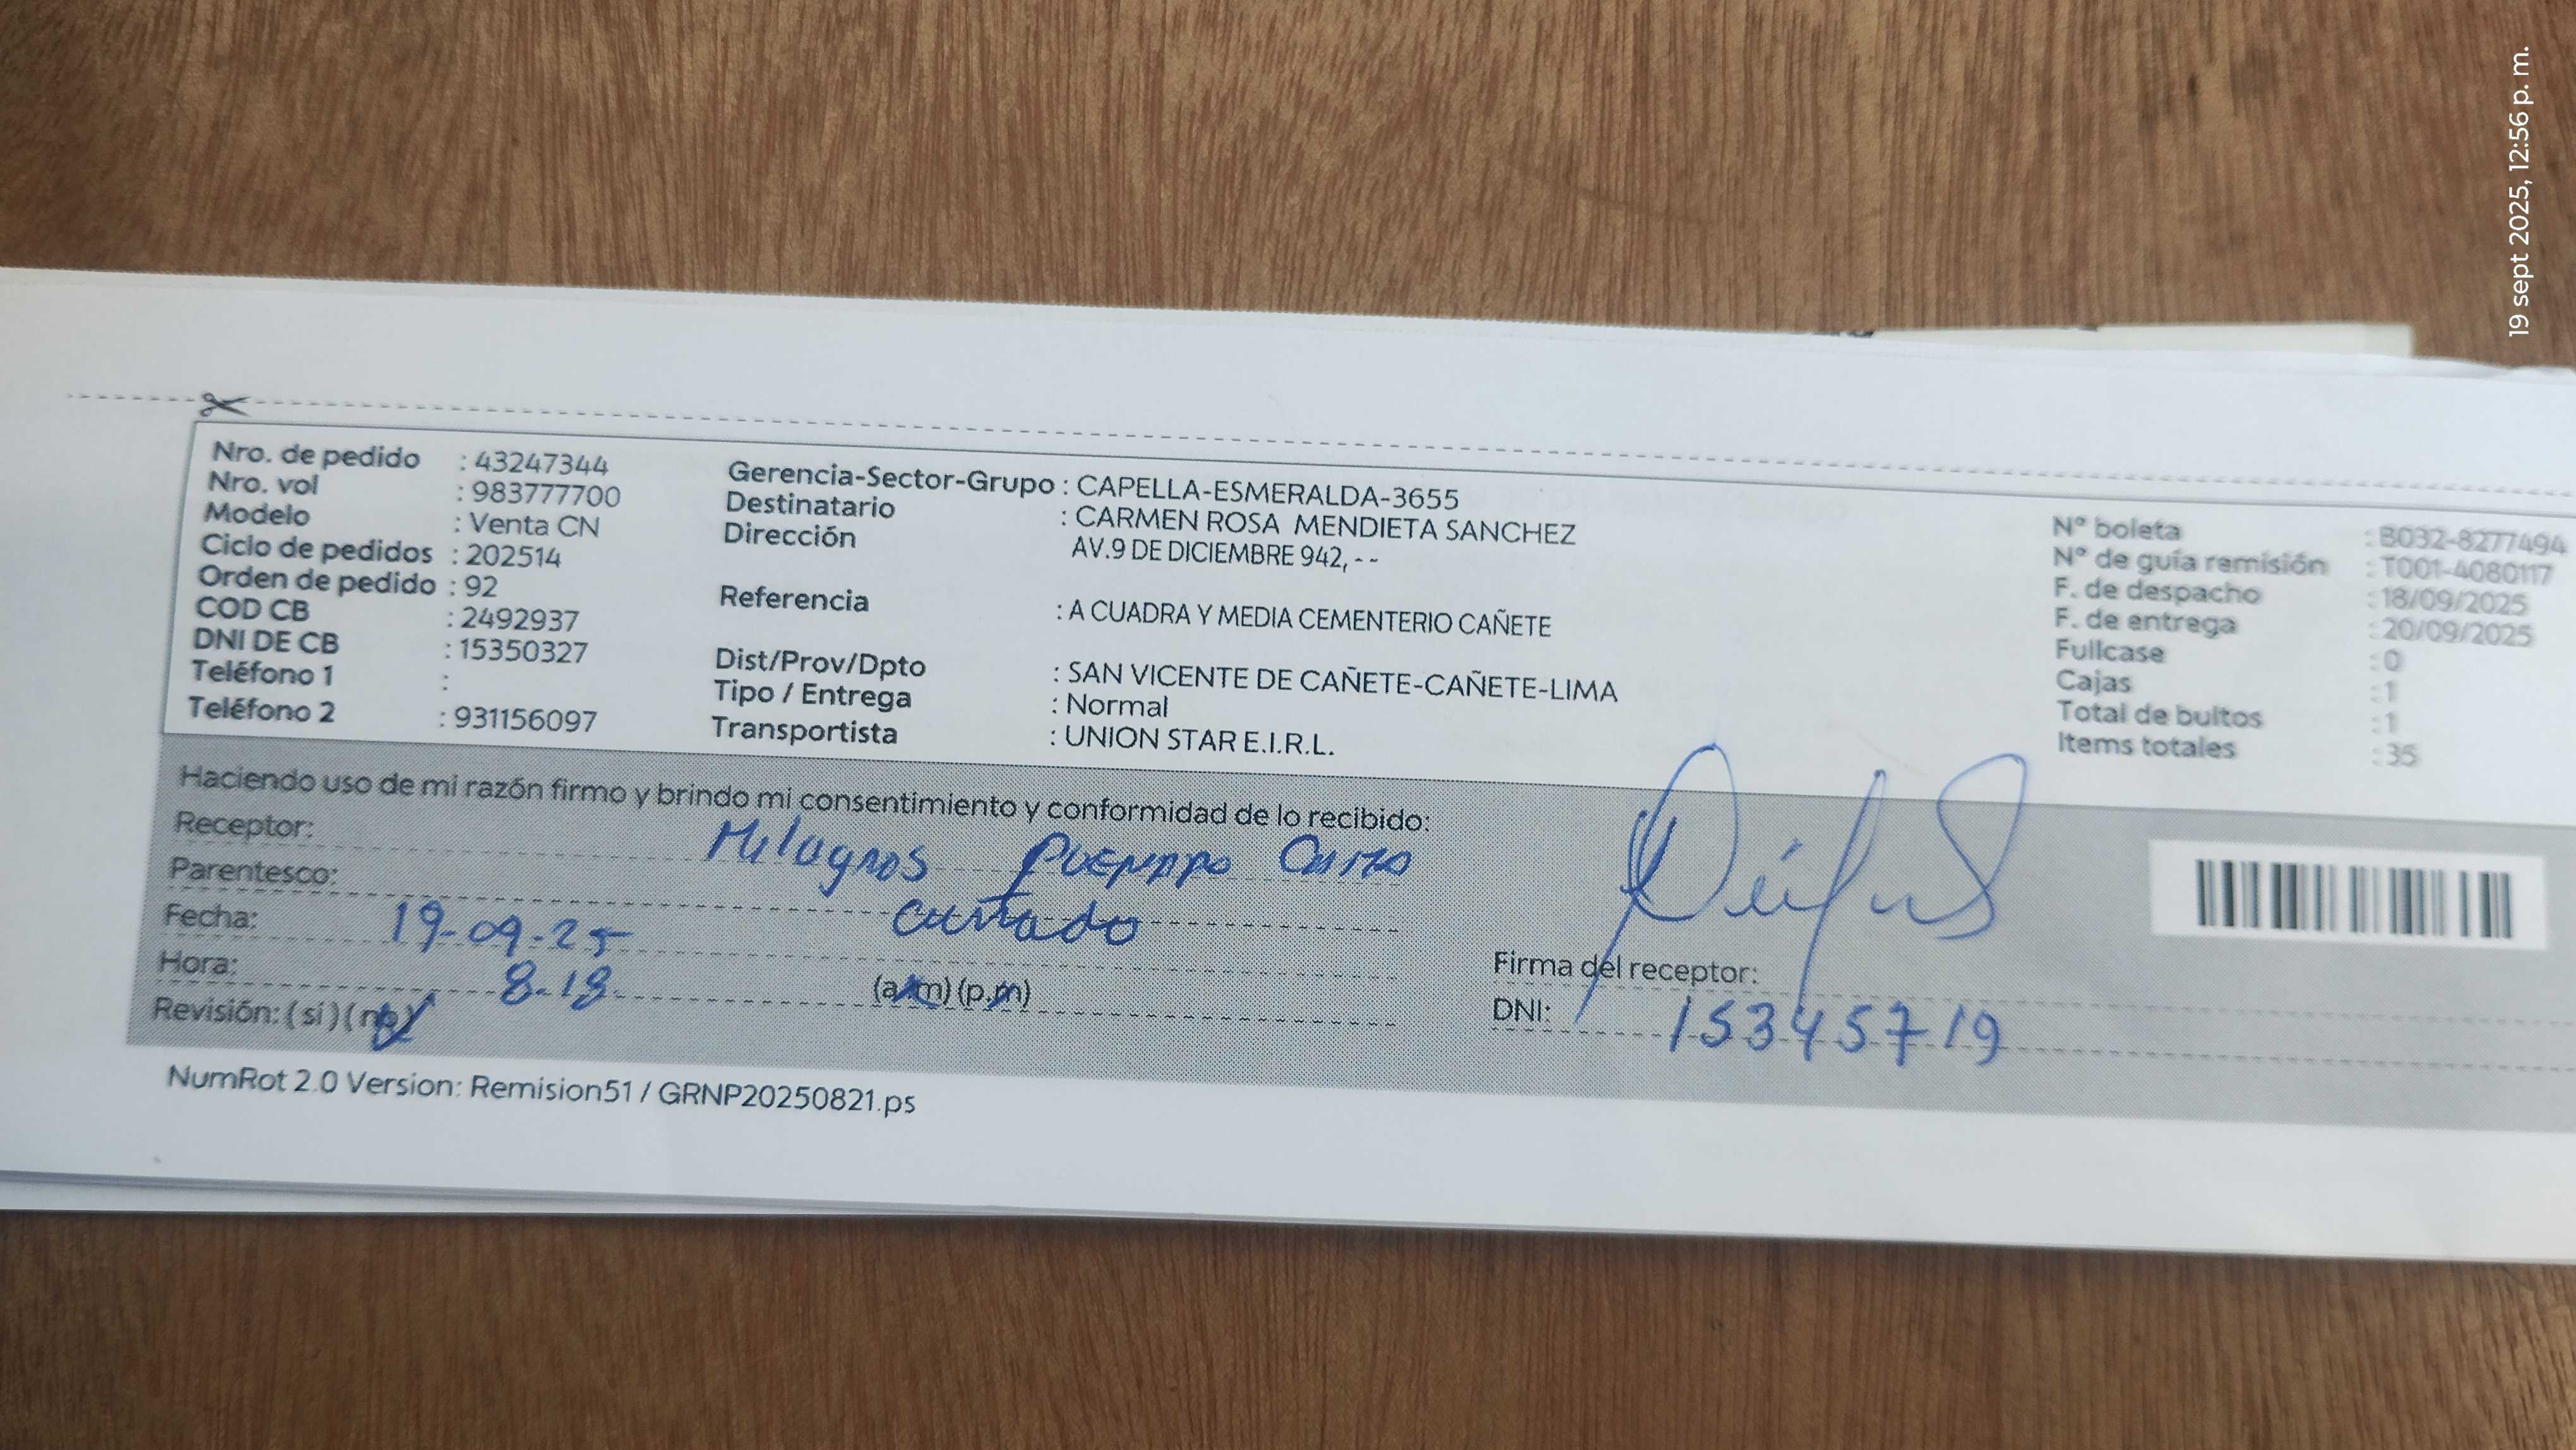 19 sept 2025, 12:56 p. m.
Nro. de pedido : 43247344
Nro. vol : 983777700
Modelo : Venta CN
Ciclo de pedidos : 202514
Orden de pedido : 92
COD CB : 2492937
DNI DE CB : 15350327
Teléfono 1 :
Teléfono 2 : 931156097
Gerencia-Sector-Grupo : CAPELLA-ESMERALDA-3655
Destinatario : CARMEN ROSA MENDIETA SANCHEZ
Dirección AV.9 DE DICIEMBRE 942, - -
Referencia : A CUADRA Y MEDIA CEMENTERIO CAÑETE
Dist/Prov/Dpto : SAN VICENTE DE CAÑETE-CAÑETE-LIMA
Tipo / Entrega : Normal
Transportista : UNION STAR E.I.R.L.
Nº boleta : B032-8277494
Nº de guía remisión : T001-4080117
F. de despacho : 18/09/2025
F. de entrega : 20/09/2025
Fullcase : 0
Cajas : 1
Total de bultos : 1
Items totales : 35
Haciendo uso de mi razón firmo y brindo mi consentimiento y conformidad de lo recibido:
Receptor: Milagros
Parentesco:
Fecha: 19-09-25
Hora: 8-18 (a.m) (p.m)
Revisión: ( si ) ( no )
Firma del receptor:
DNI: 15345719
NumRot 2.0 Version: Remision51 / GRNP20250821.ps